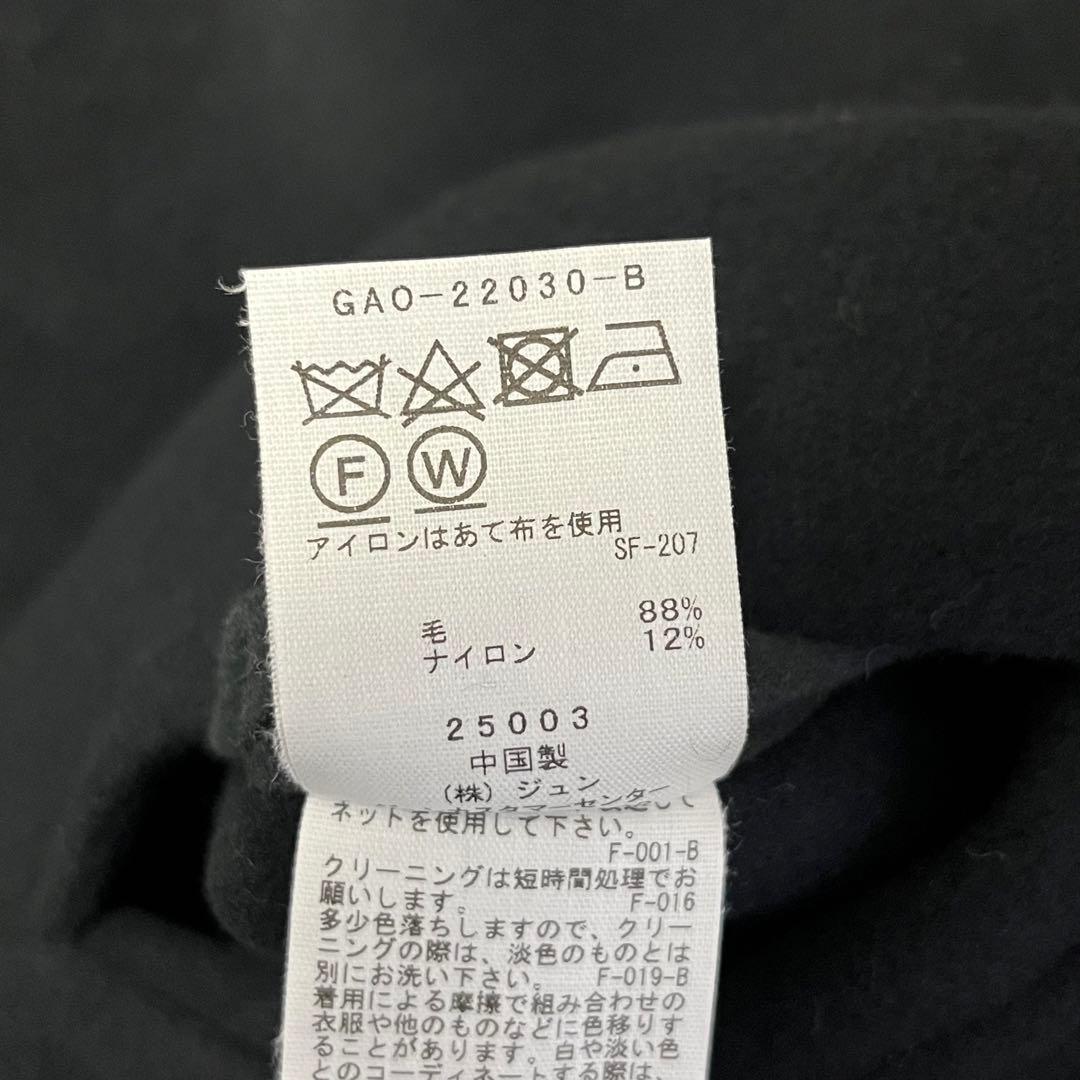 GAO-22030-B
F W
アイロンはあて布を使用
SF-207
毛 88%
ナイロン 12%
25003
中国製
(株)ジュン
ネットを使用して下さい。
F-001-B
クリーニングは短時間処理でお
願いします。 F-016
多少色落ちしますので、クリー
ニングの際は、淡色のものとは
別にお洗い下さい。 F-019-B
着用による摩擦で組み合わせの
衣服や他のものなどに色移りす
ることがあります。白や淡い色
とのコーディネートする際は、